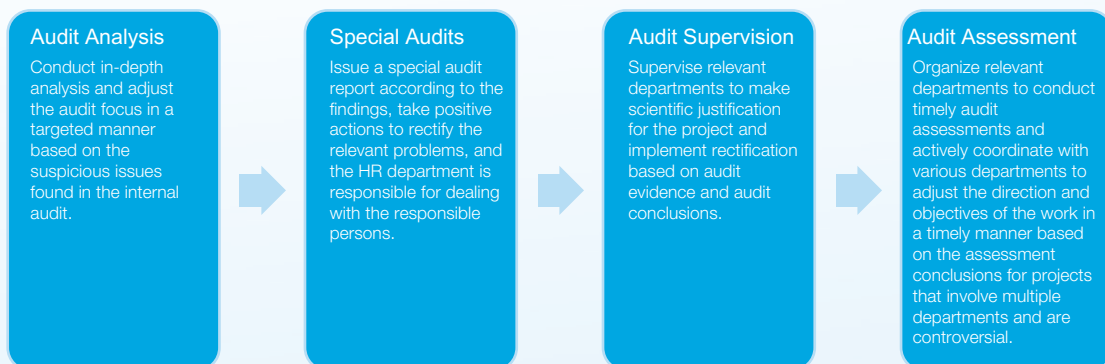 Audit Analysis
Conduct in-depth
analysis and adjust
the audit focus in a
targeted manner
based on the
suspicious issues
found in the internal
audit.
Special Audits
Issue a special audit
report according to the
findings, take positive
actions to rectify the
relevant problems, and
the HR department is
responsible for dealing
with the responsible
persons.
Audit Supervision
Supervise relevant
departments to make
scientific justification
for the project and
implement rectification
based on audit
evidence and audit
conclusions.
Audit Assessment
Organize relevant
departments to conduct
timely audit
assessments and
actively coordinate with
various departments to
adjust the direction and
objectives of the work in
a timely manner based
on the assessment
conclusions for projects
that involve multiple
departments and are
controversial.